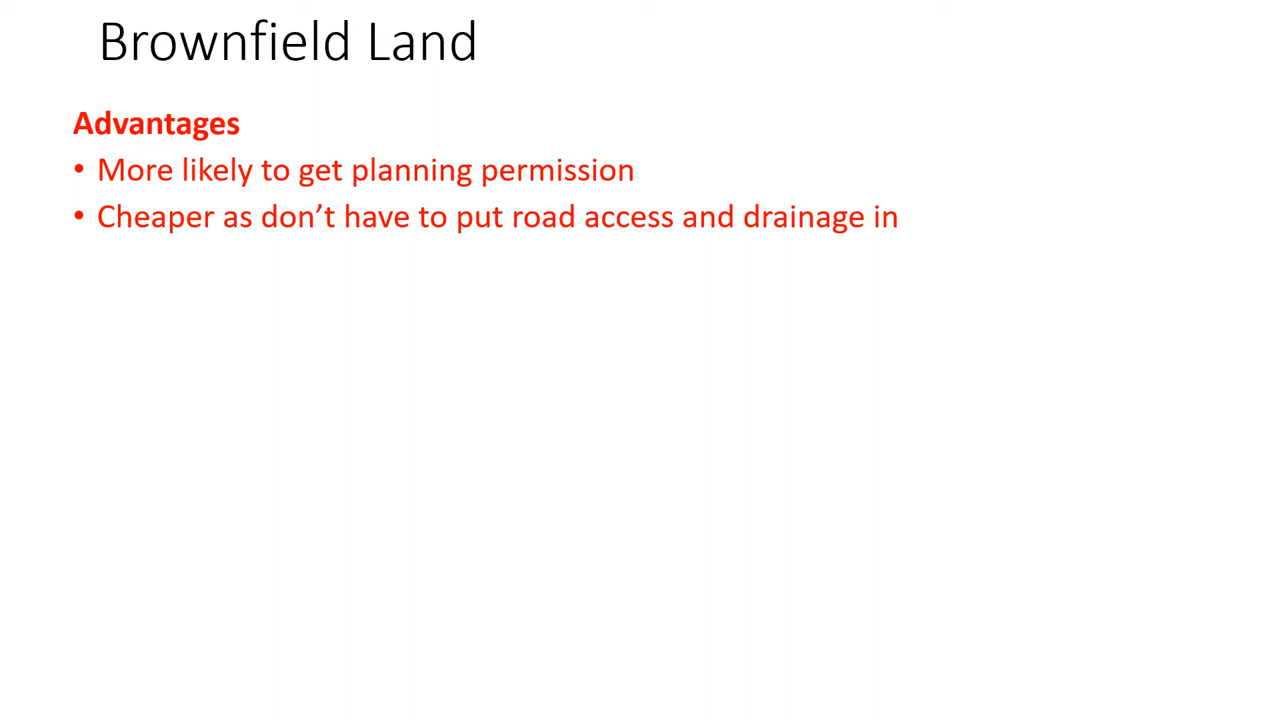 Brownfield Land
Advantages
• More likely to get planning permission
• Cheaper as don’t have to put road access and drainage in